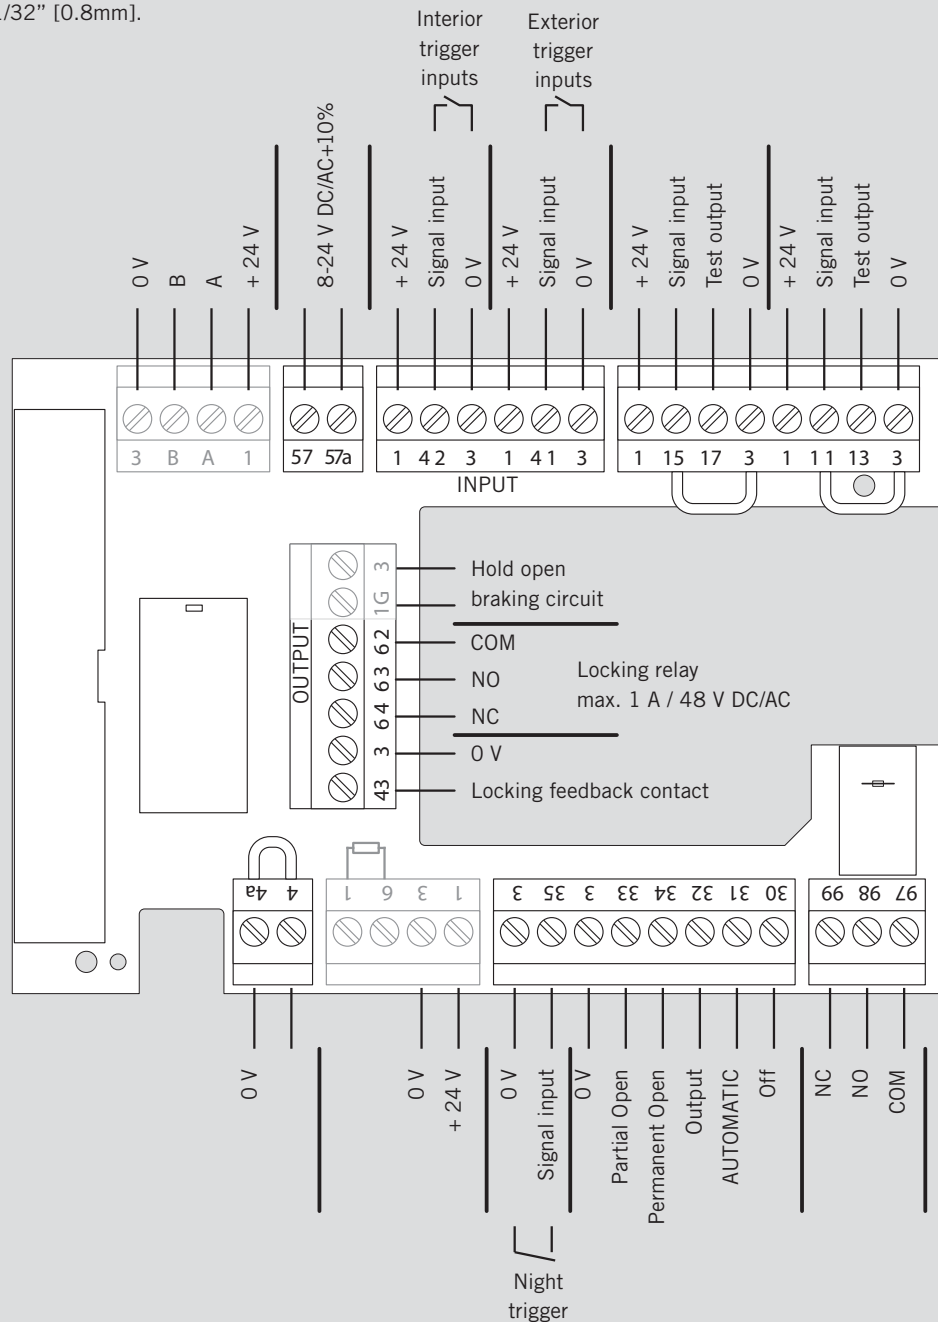 1/32” [0.8mm].
Interior
trigger
inputs
Exterior
trigger
inputs
0 V
B
A
+ 24 V
8-24 V DC/AC+10%
+ 24 V
Signal input
0 V
+ 24 V
Signal input
0 V
+ 24 V
Signal input
Test output
0 V
+ 24 V
Signal input
Test output
0 V
3 B A 1
57 57a
1 42 3 1 41 3
INPUT
1 15 17 3 1 11 13 3
OUTPUT
3
1G
62
63
64
3
43
Hold open
braking circuit
COM
NO
NC
Locking relay
max. 1 A / 48 V DC/AC
0 V
Locking feedback contact
4a 4
1 6 3 1
3 35 3 33 34 32 31 30
99 98 97
0 V
0 V
+ 24 V
0 V
Signal input
0 V
Partial Open
Permanent Open
Output
AUTOMATIC
Off
NC
NO
COM
Night
trigger